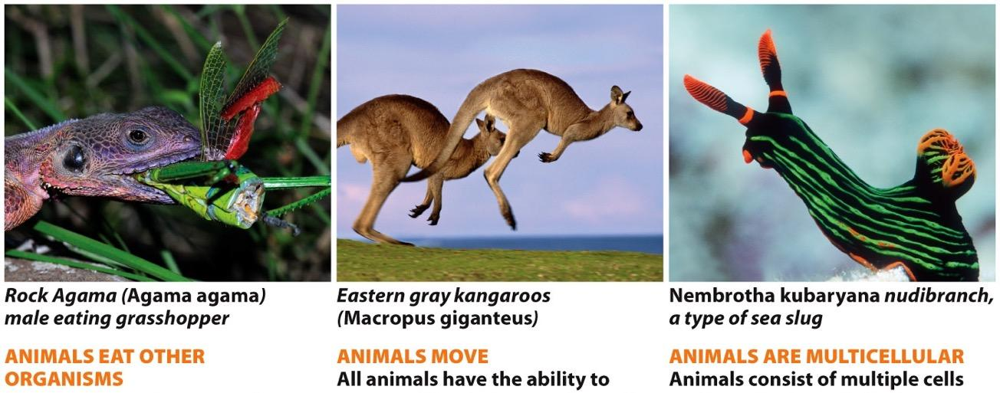 Rock Agama (Agama agama)
male eating grasshopper
ANIMALS EAT OTHER
ORGANISMS
Eastern gray kangaroos
(Macropus giganteus)
ANIMALS MOVE
All animals have the ability to
Nembrotha kubaryana nudibranch,
a type of sea slug
ANIMALS ARE MULTICELLULAR
Animals consist of multiple cells